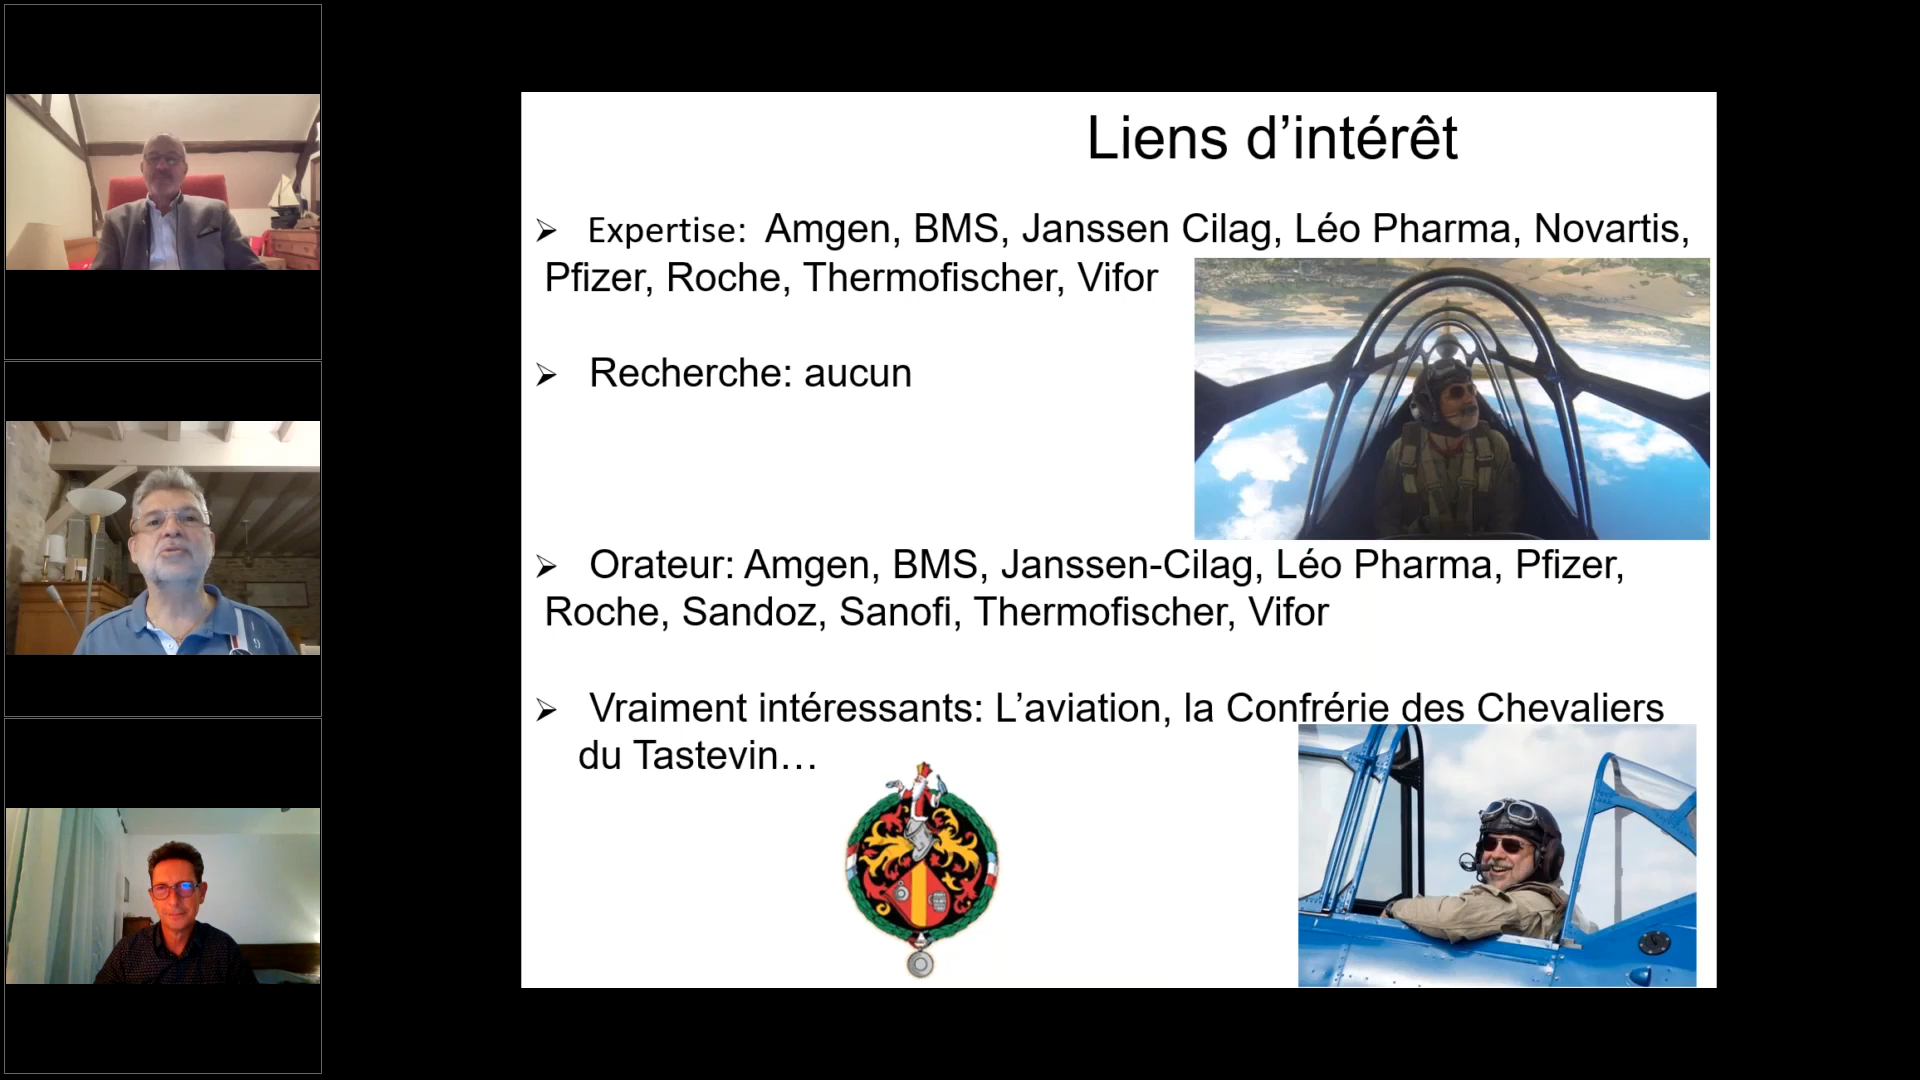 Liens d’intérêt
Expertise: Amgen, BMS, Janssen Cilag, Léo Pharma, Novartis,
Pfizer, Roche, Thermofischer, Vifor
Recherche: aucun
Orateur: Amgen, BMS, Janssen-Cilag, Léo Pharma, Pfizer,
Roche, Sandoz, Sanofi, Thermofischer, Vifor
Vraiment intéressants: L’aviation, la Confrérie des Chevaliers
du Tastevin…